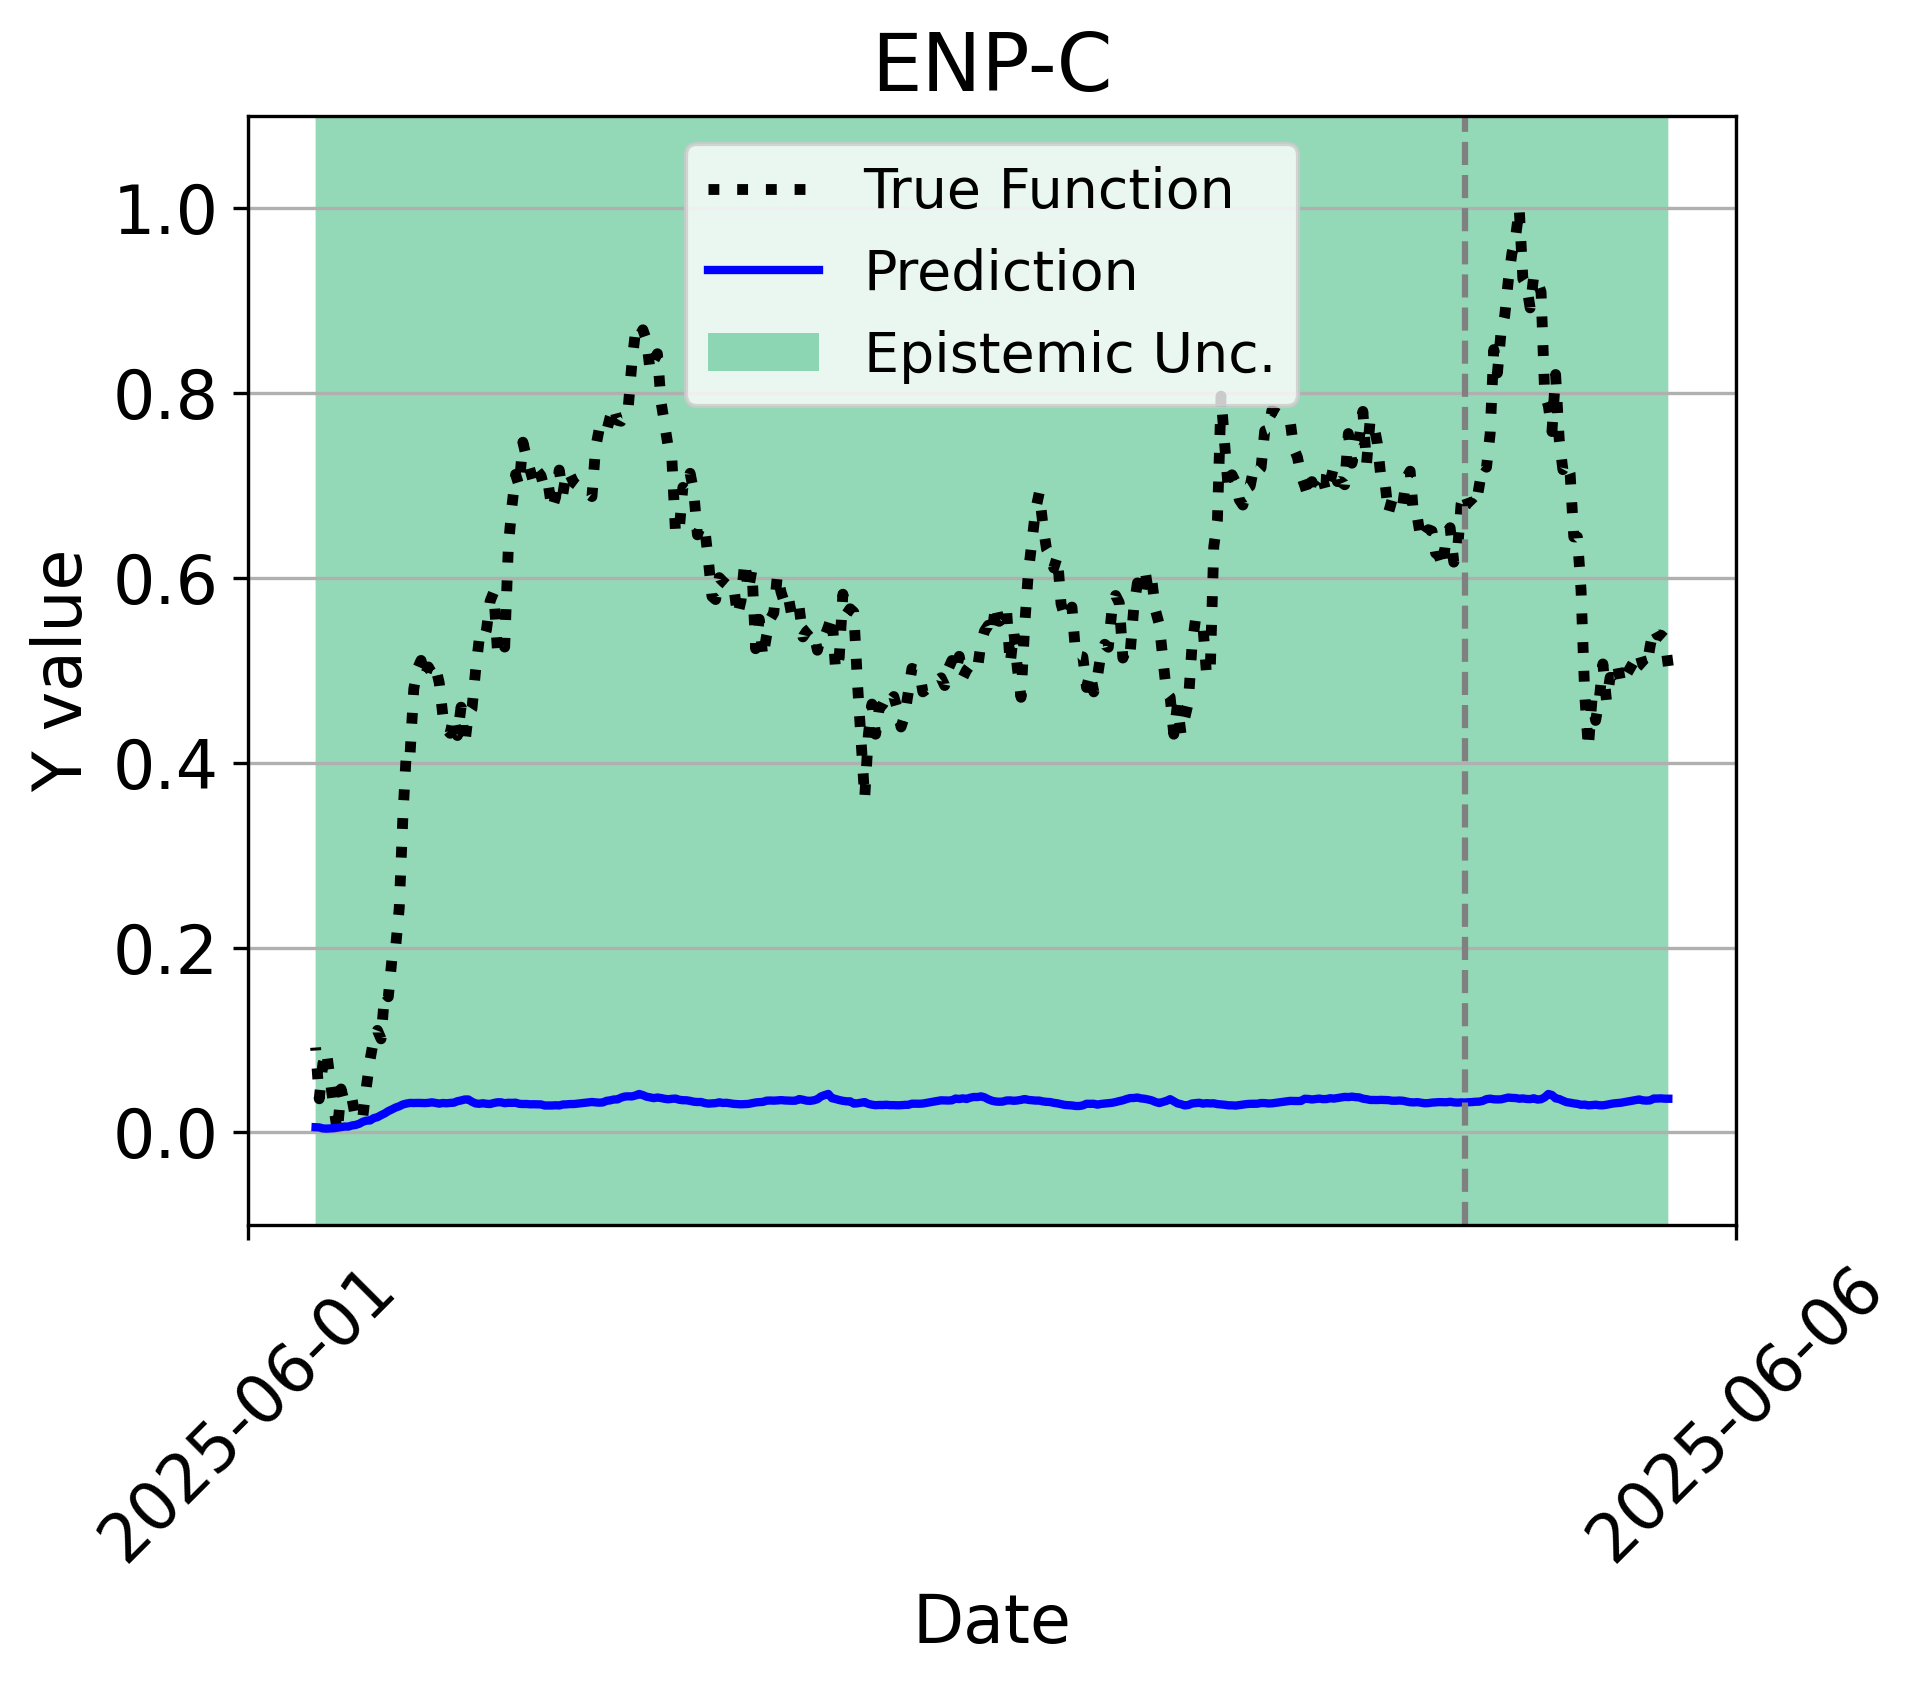 ENP-C
True Function
Prediction
Epistemic Unc.
Y value
1.0
0.8
0.6
0.4
0.2
0.0
2025-06-01
2025-06-06
Date